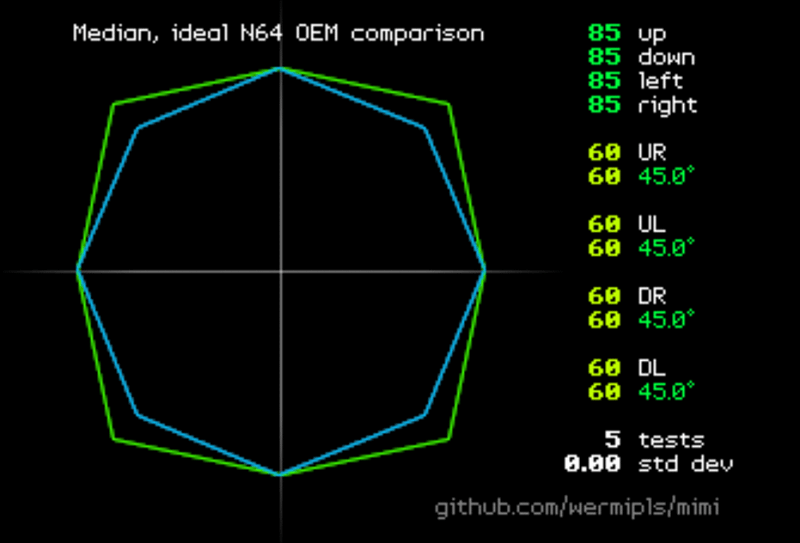 Median, ideal N64 OEM comparison
85 up
85 down
85 left
85 right
60 UR
60 45.0°
60 UL
60 45.0°
60 DR
60 45.0°
60 DL
60 45.0°
5 tests
0.00 std dev
github.com/wermipls/mimi